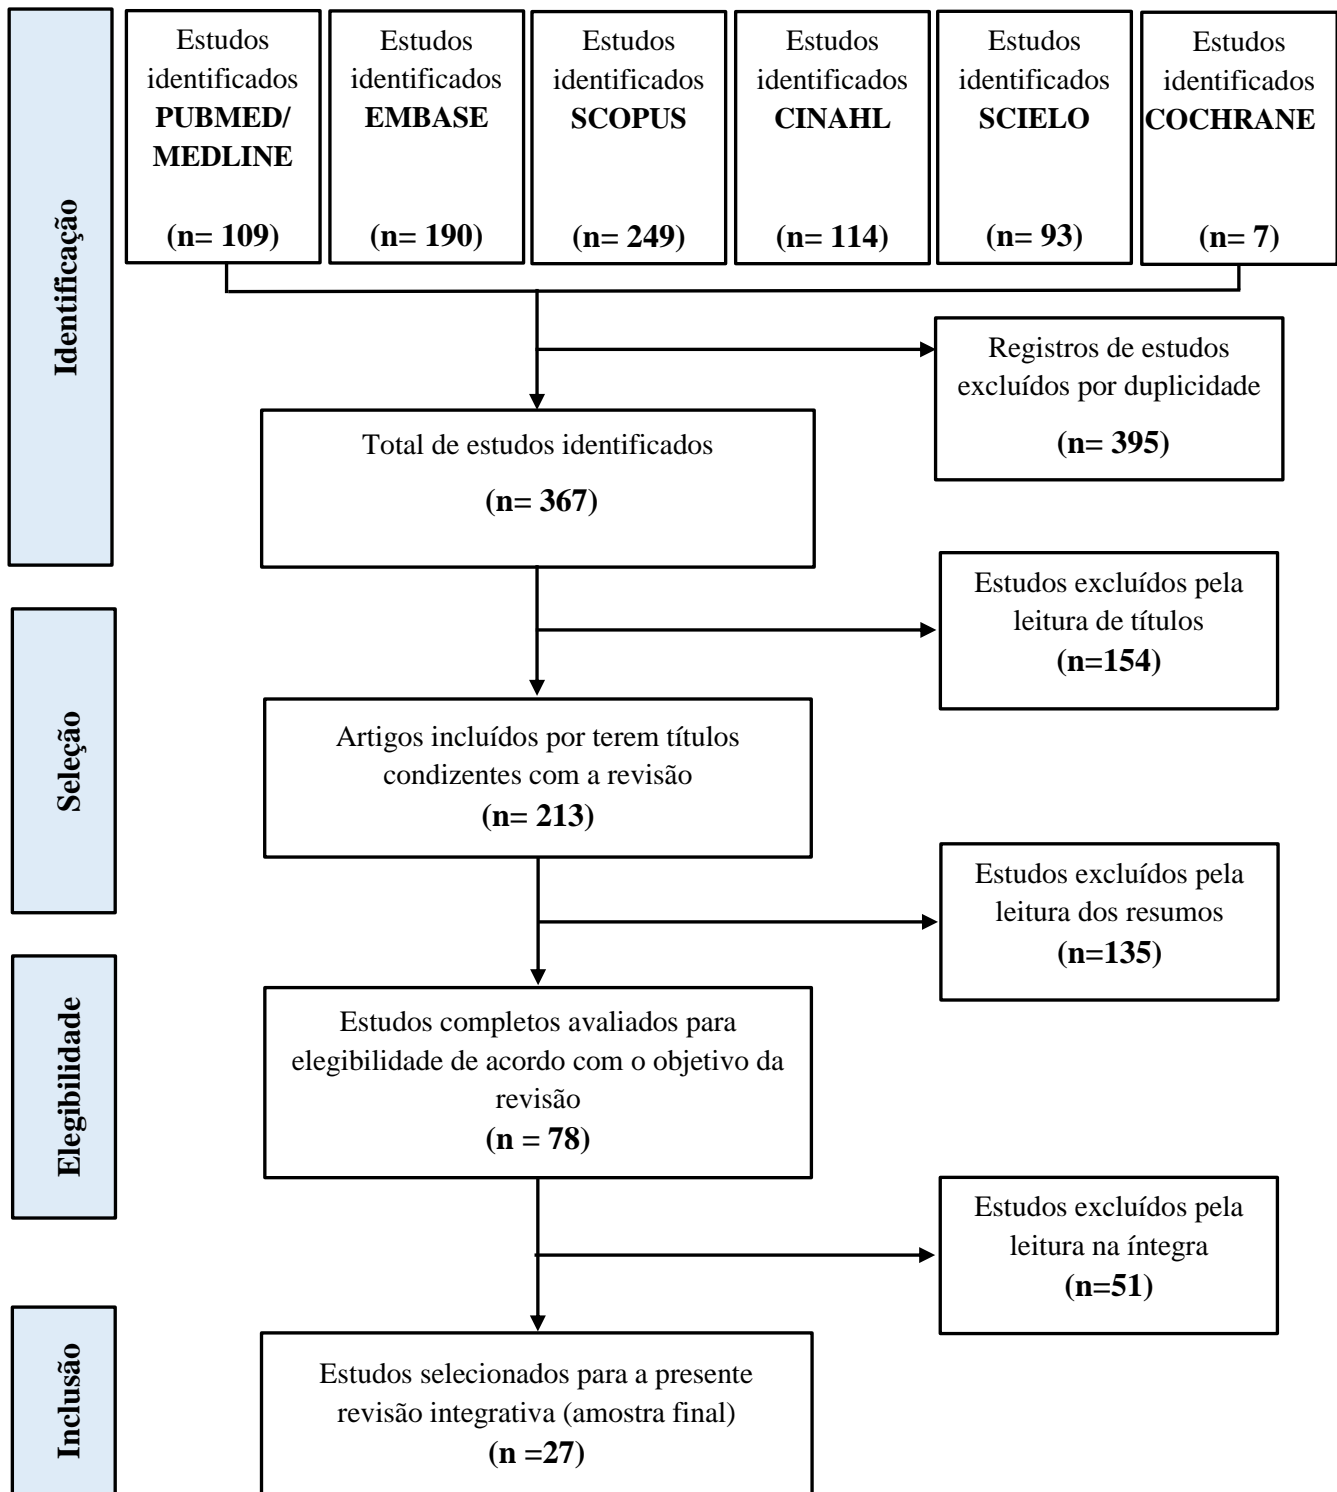 Identificação
Estudos
identificados
PUBMED/
MEDLINE
(n= 109)
Estudos
identificados
EMBASE
(n= 190)
Estudos
identificados
SCOPUS
(n= 249)
Estudos
identificados
CINAHL
(n= 114)
Estudos
identificados
SCIELO
(n= 93)
Estudos
identificados
COCHRANE
(n= 7)
Registros de estudos
excluídos por duplicidade
(n= 395)
Total de estudos identificados
(n= 367)
Seleção
Estudos excluídos pela
leitura de títulos
(n=154)
Artigos incluídos por terem títulos
condizentes com a revisão
(n= 213)
Estudos excluídos pela
leitura dos resumos
(n=135)
Elegibilidade
Estudos completos avaliados para
elegibilidade de acordo com o objetivo da
revisão
(n = 78)
Estudos excluídos pela
leitura na íntegra
(n=51)
Inclusão
Estudos selecionados para a presente
revisão integrativa (amostra final)
(n =27)